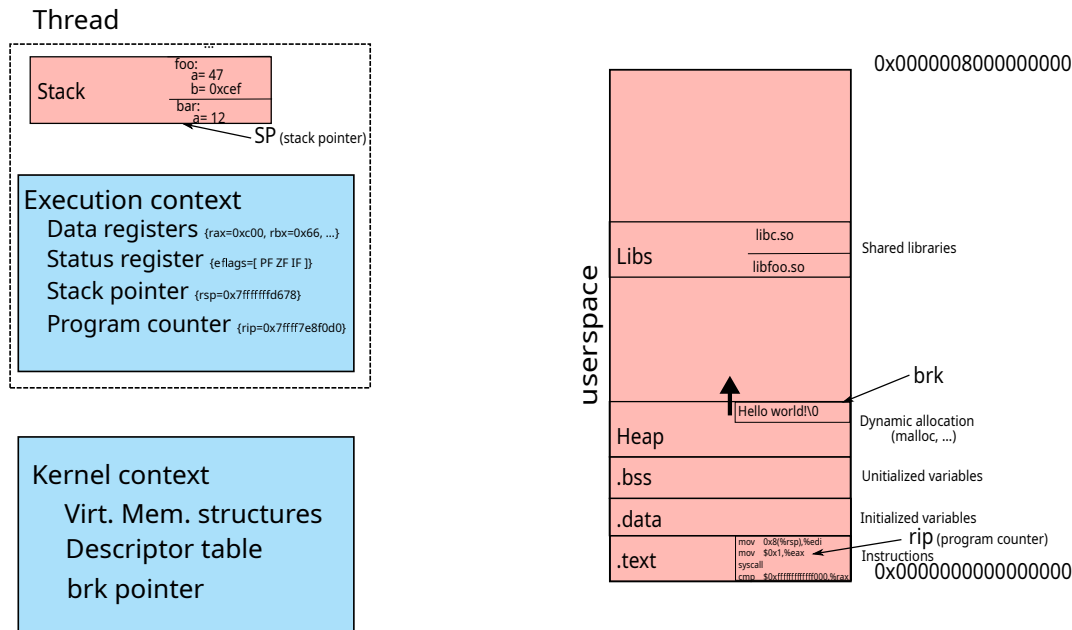 Thread
...
foo:
a= 47
b= 0xcef
Stack
bar:
a= 12
SP (stack pointer)
Execution context
Data registers {rax=0xc00, rbx=0x66, ...}
Status register {eflags=[ PF ZF IF ]}
Stack pointer {rsp=0x7fffffffd678}
Program counter {rip=0x7ffff7e8f0d0}
Kernel context
Virt. Mem. structures
Descriptor table
brk pointer
userspace
0x0000008000000000
Libs
libc.so
libfoo.so
Shared libraries
brk
Hello world!\0
Heap
Dynamic allocation
(malloc, ...)
.bss
Unitialized variables
.data
Initialized variables
rip (program counter)
.text
mov 0x8(%rsp),%edi
mov $0x1,%eax
syscall
cmp $0xfffffffffffff000,%rax
Instructions
0x0000000000000000